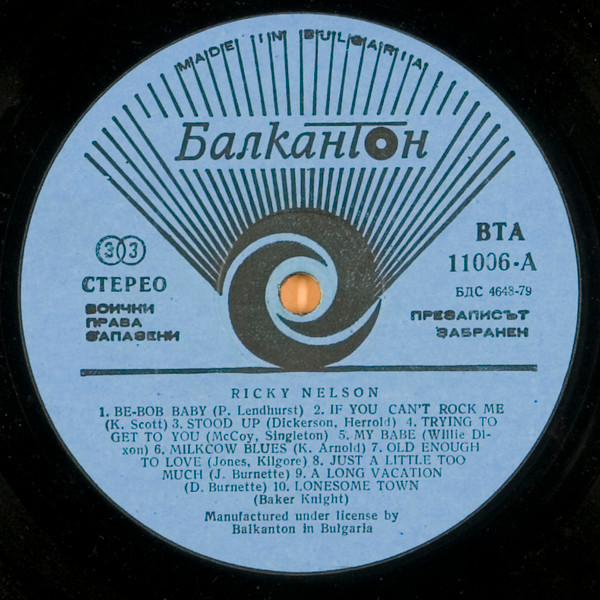 MADE IN BULGARIA
Балкантон
33
СТЕРЕО
ВСИЧКИ
ПРАВА
ЗАПАЗЕНИ
ВТА
11006-А
БДС 4648-79
ПРЕЗАПИСЪТ
ЗАБРАНЕН
RICKY NELSON
1. BE-BOB BABY (P. Lendhurst) 2. IF YOU CAN'T ROCK ME
(K. Scott) 3. STOOD UP (Dickerson, Herrold) 4. TRYING TO
GET TO YOU (McCoy, Singleton) 5. MY BABE (Willie Di-
xon) 6. MILKCOW BLUES (K. Arnold) 7. OLD ENOUGH
TO LOVE (Jones, Kilgore) 8. JUST A LITTLE TOO
MUCH (J. Burnette) 9. A LONG VACATION
(D. Burnette) 10. LONESOME TOWN
(Baker Knight)
Manufactured under license by
Balkanton in Bulgaria